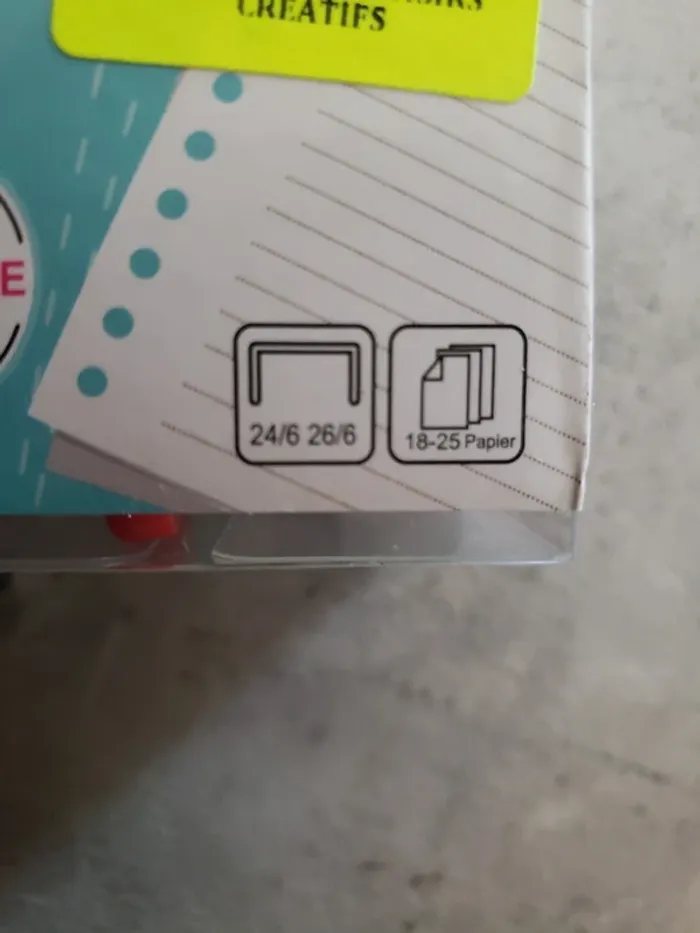 CREATIFS
E
24/6 26/6
18-25 Papier